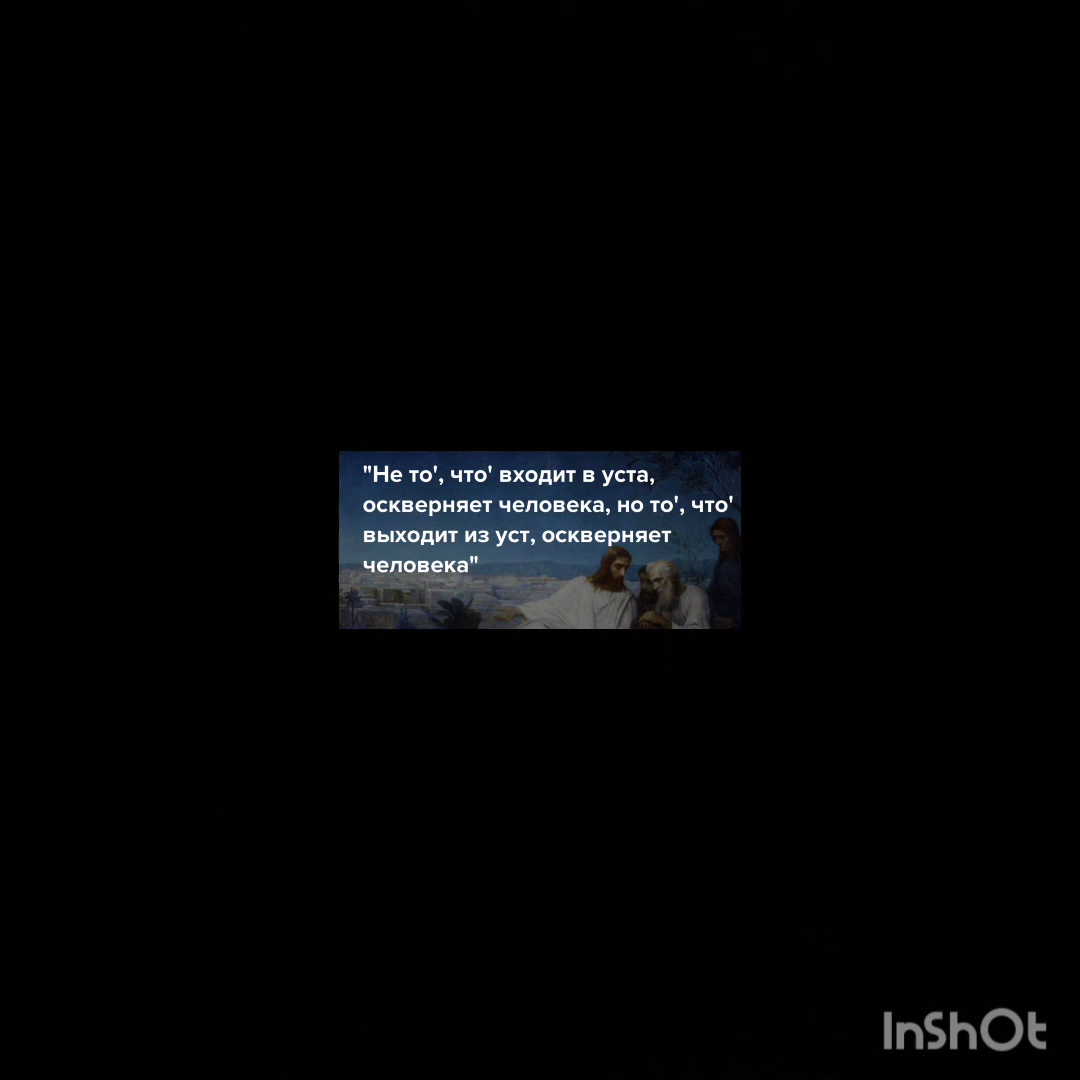 "Не то', что' входит в уста,
оскверняет человека, но то', что'
выходит из уст, оскверняет
человека"
InShOt